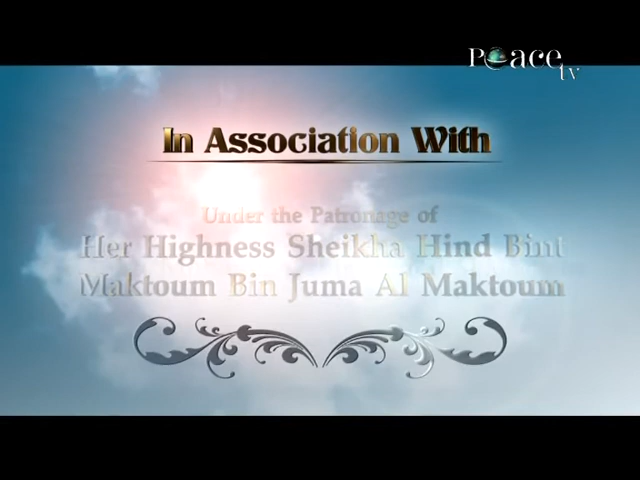 Peace tv
In Association With
Under the Patronage of
Her Highness Sheikha Hind Bint
Maktoum Bin Juma Al Maktoum